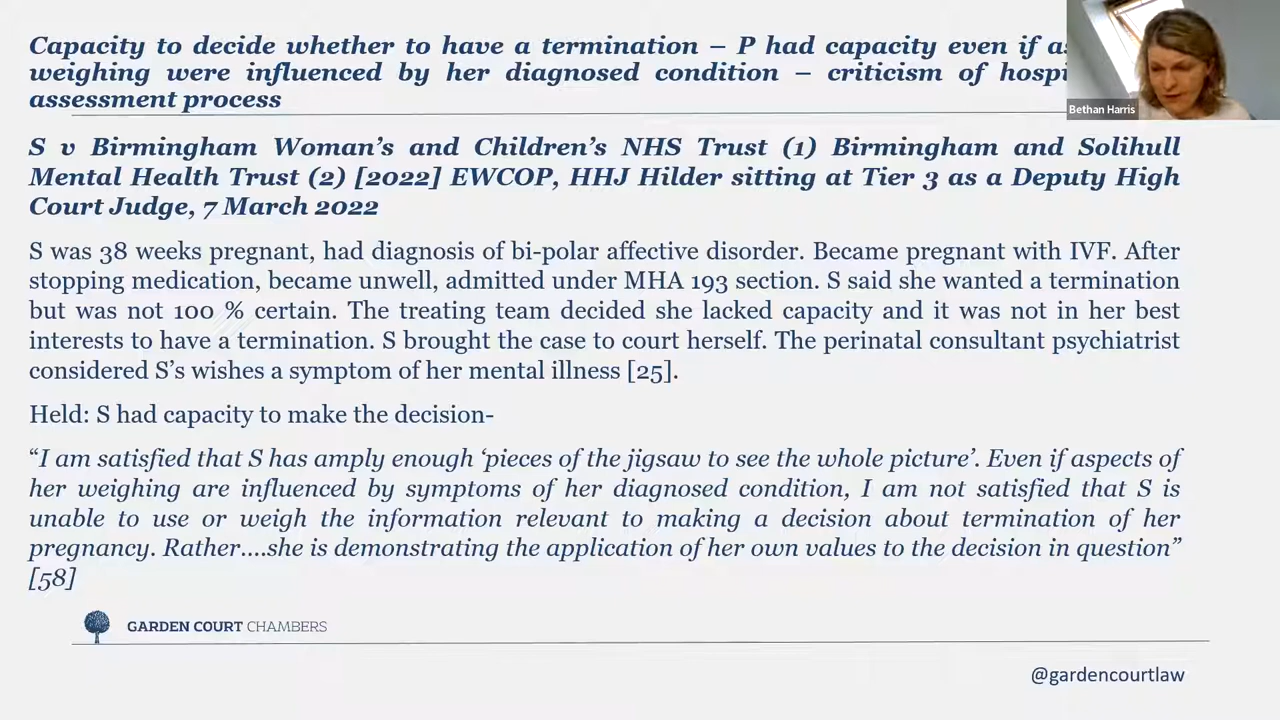 Capacity to decide whether to have a termination – P had capacity even if as
weighing were influenced by her diagnosed condition – criticism of hospi
assessment process
Bethan Harris
S v Birmingham Woman's and Children's NHS Trust (1) Birmingham and Solihull
Mental Health Trust (2) [2022] EWCOP, HHJ Hilder sitting at Tier 3 as a Deputy High
Court Judge, 7 March 2022
S was 38 weeks pregnant, had diagnosis of bi-polar affective disorder. Became pregnant with IVF. After
stopping medication, became unwell, admitted under MHA 193 section. S said she wanted a termination
but was not 100 % certain. The treating team decided she lacked capacity and it was not in her best
interests to have a termination. S brought the case to court herself. The perinatal consultant psychiatrist
considered S's wishes a symptom of her mental illness [25].
Held: S had capacity to make the decision-
“I am satisfied that S has amply enough ‘pieces of the jigsaw to see the whole picture’. Even if aspects of
her weighing are influenced by symptoms of her diagnosed condition, I am not satisfied that S is
unable to use or weigh the information relevant to making a decision about termination of her
pregnancy. Rather....she is demonstrating the application of her own values to the decision in question”
[58]
GARDEN COURT CHAMBERS
@gardencourtlaw